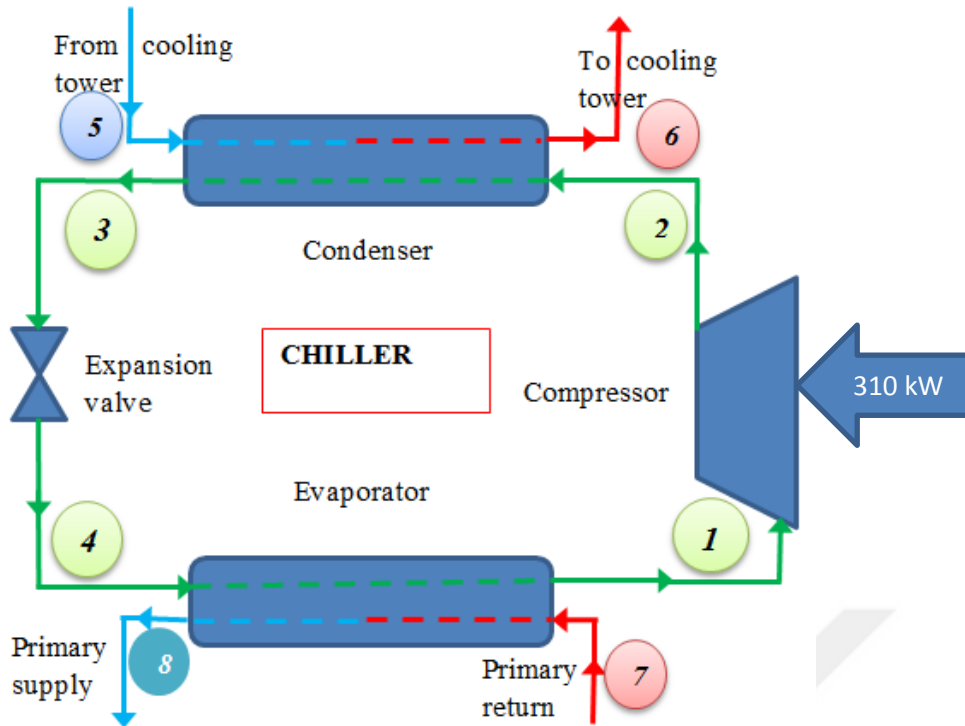 From cooling
tower
To cooling
tower
5
6
3
2
Condenser
CHILLER
Expansion
valve
Compressor
310 kW
Evaporator
4
1
Primary
supply
8
Primary
return
7